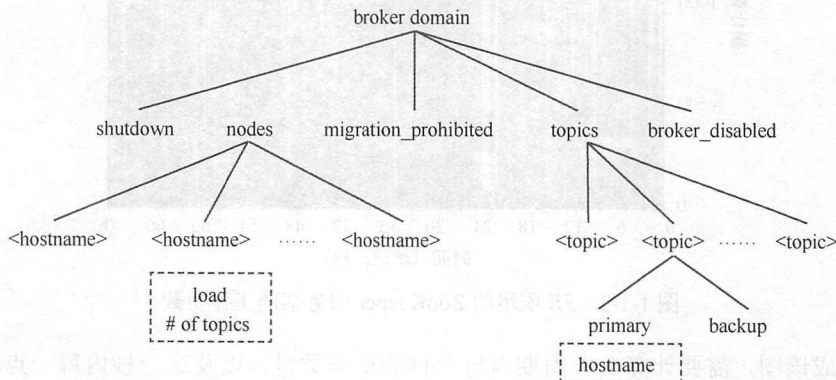 broker domain
shutdown nodes migration_prohibited topics broker_disabled
<hostname> <hostname> ...... <hostname> <topic> <topic> ...... <topic>
load
# of topics
primary backup
hostname